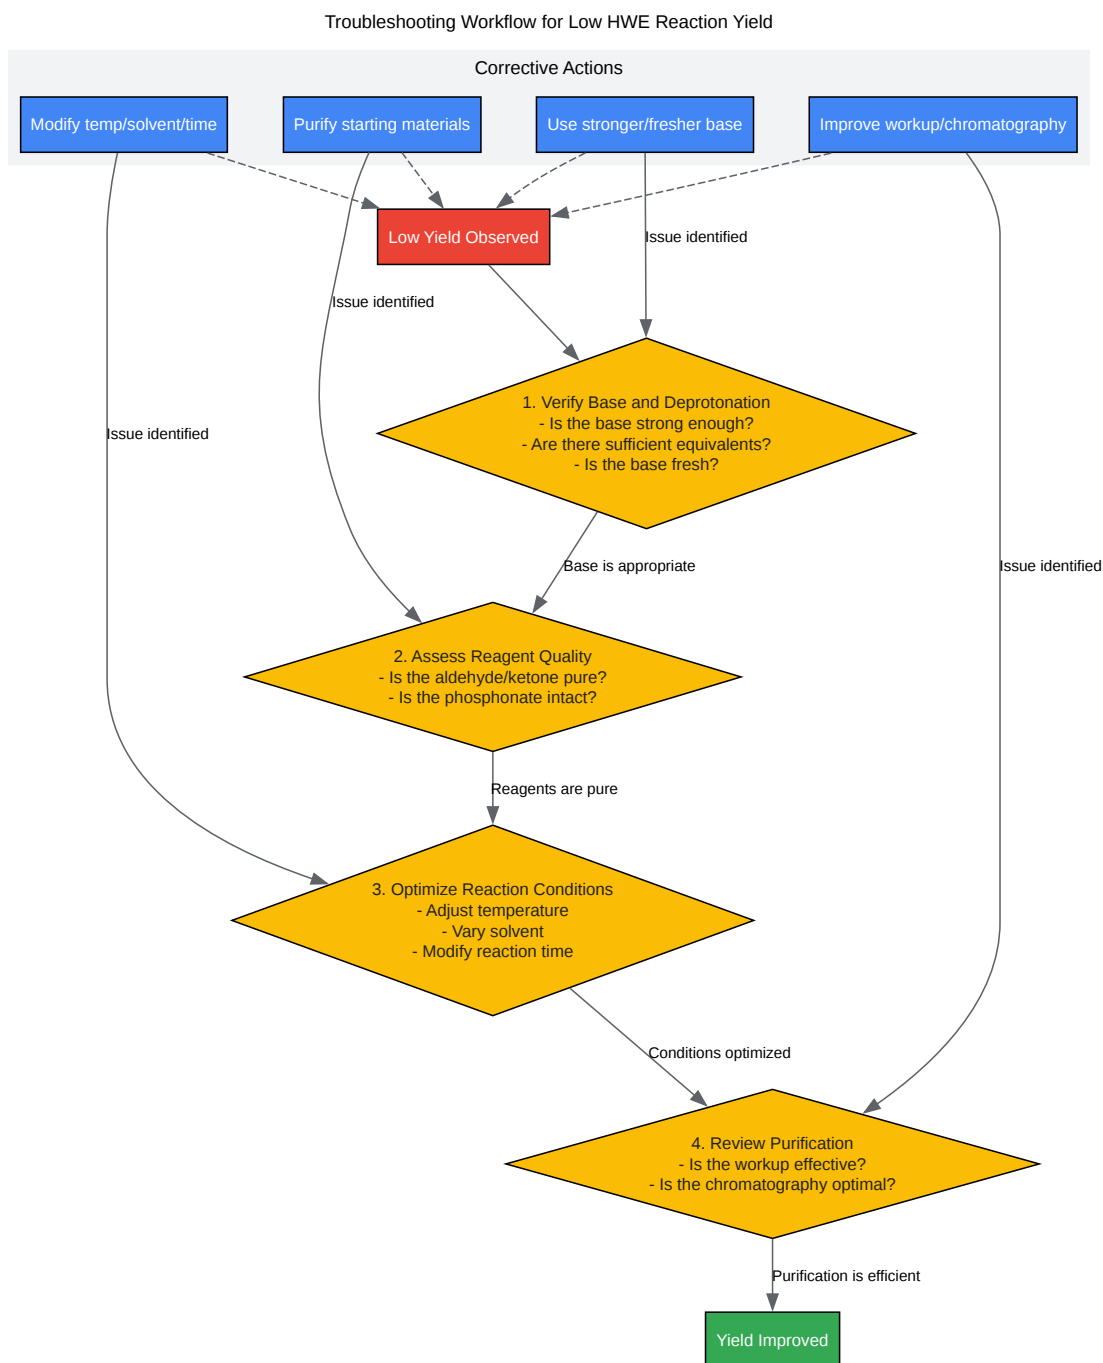 Troubleshooting Workflow for Low HWE Reaction Yield
Corrective Actions
Modify temp/solvent/time
Purify starting materials
Use stronger/fresher base
Improve workup/chromatography
Low Yield Observed
Issue identified
Issue identified
1. Verify Base and Deprotonation
- Is the base strong enough?
- Are there sufficient equivalents?
- Is the base fresh?
Issue identified
Base is appropriate
Issue identified
2. Assess Reagent Quality
- Is the aldehyde/ketone pure?
- Is the phosphonate intact?
Reagents are pure
3. Optimize Reaction Conditions
- Adjust temperature
- Vary solvent
- Modify reaction time
Conditions optimized
4. Review Purification
- Is the workup effective?
- Is the chromatography optimal?
Purification is efficient
Yield Improved